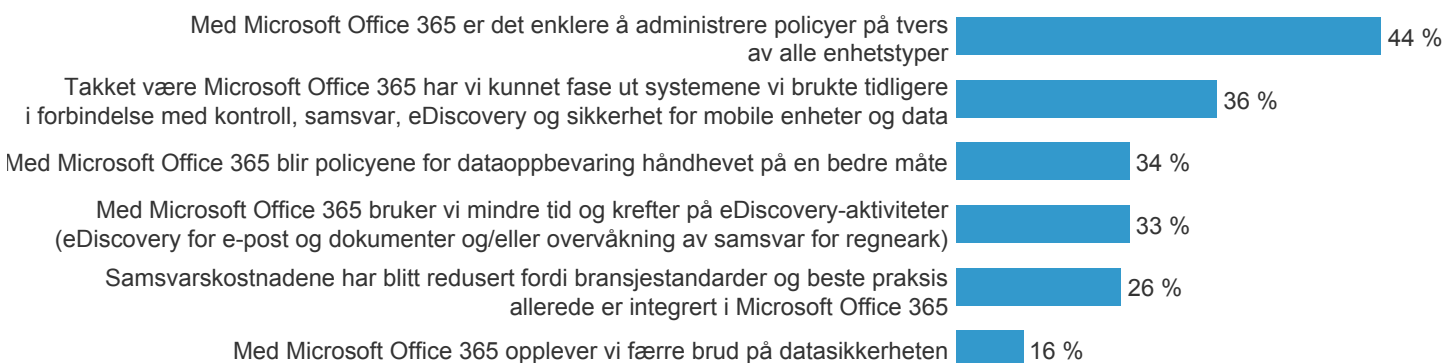 Med Microsoft Office 365 er det enklere å administrere policyer på tvers
av alle enhetstyper
44 %
Takket være Microsoft Office 365 har vi kunnet fase ut systemene vi brukte tidligere
i forbindelse med kontroll, samsvar, eDiscovery og sikkerhet for mobile enheter og data
36 %
Med Microsoft Office 365 blir policyene for dataoppbevaring håndhevet på en bedre måte
34 %
Med Microsoft Office 365 bruker vi mindre tid og krefter på eDiscovery-aktiviteter
(eDiscovery for e-post og dokumenter og/eller overvåkning av samsvar for regneark)
33 %
Samsvarskostnadene har blitt redusert fordi bransjestandarder og beste praksis
allerede er integrert i Microsoft Office 365
26 %
Med Microsoft Office 365 opplever vi færre brud på datasikkerheten
16 %